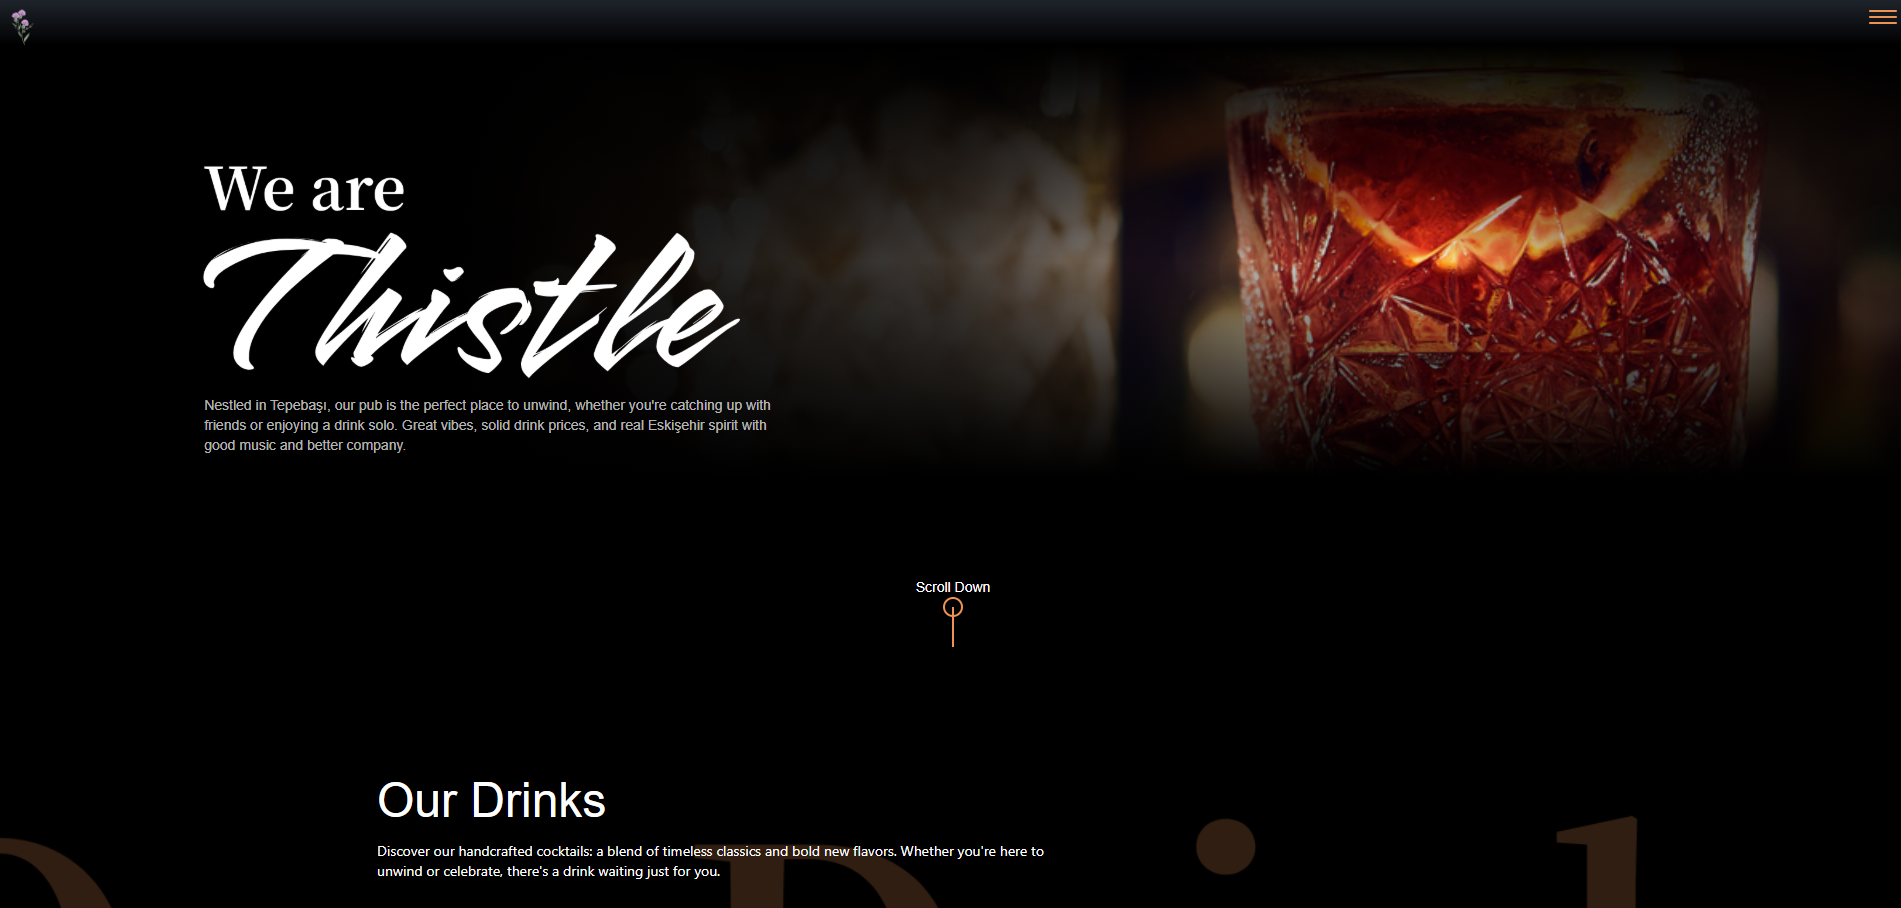 We are
Thistle
Nestled in Tepebaşı, our pub is the perfect place to unwind, whether you're catching up with
friends or enjoying a drink solo. Great vibes, solid drink prices, and real Eskişehir spirit with
good music and better company.
Scroll Down
Our Drinks
Discover our handcrafted cocktails: a blend of timeless classics and bold new flavors. Whether you're here to
unwind or celebrate, there's a drink waiting just for you.